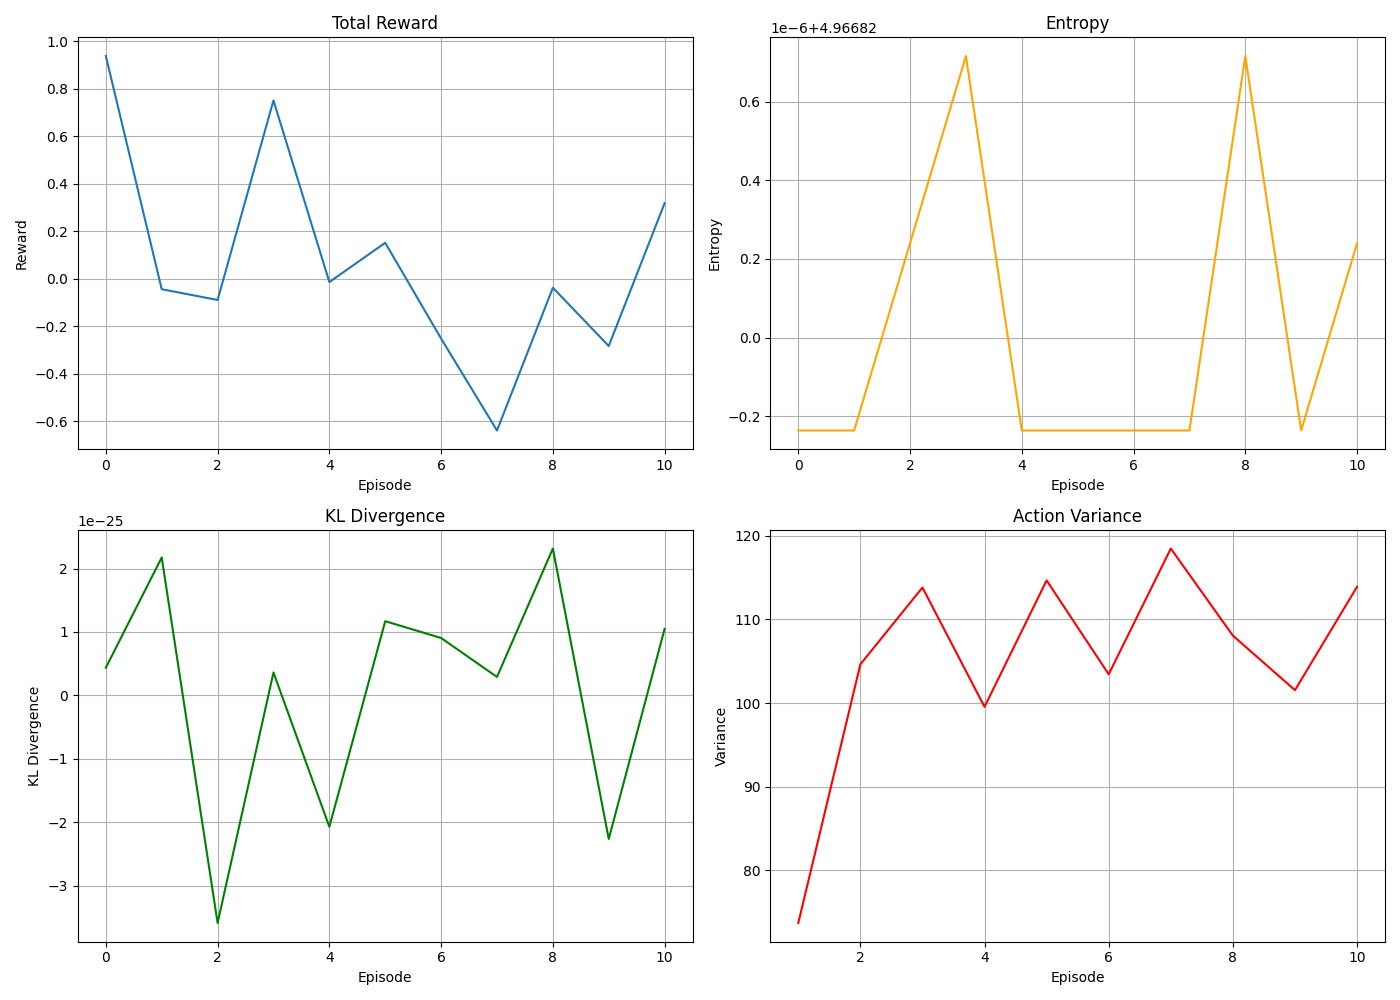 Total Reward
Reward
1.0
0.8
0.6
0.4
0.2
0.0
−0.2
−0.4
−0.6
0 2 4 6 8 10
Episode
Entropy
1e−6+4.96682
Entropy
0.6
0.4
0.2
0.0
−0.2
0 2 4 6 8 10
Episode
KL Divergence
1e−25
KL Divergence
2
1
0
−1
−2
−3
0 2 4 6 8 10
Episode
Action Variance
Variance
120
110
100
90
80
2 4 6 8 10
Episode